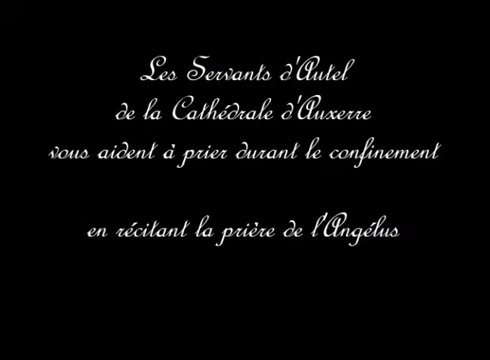 Les Servants d'Autel
de la Cathédrale d'Auxerre
vous aident à prier durant le confinement
en récitant la prière de l'Angélus